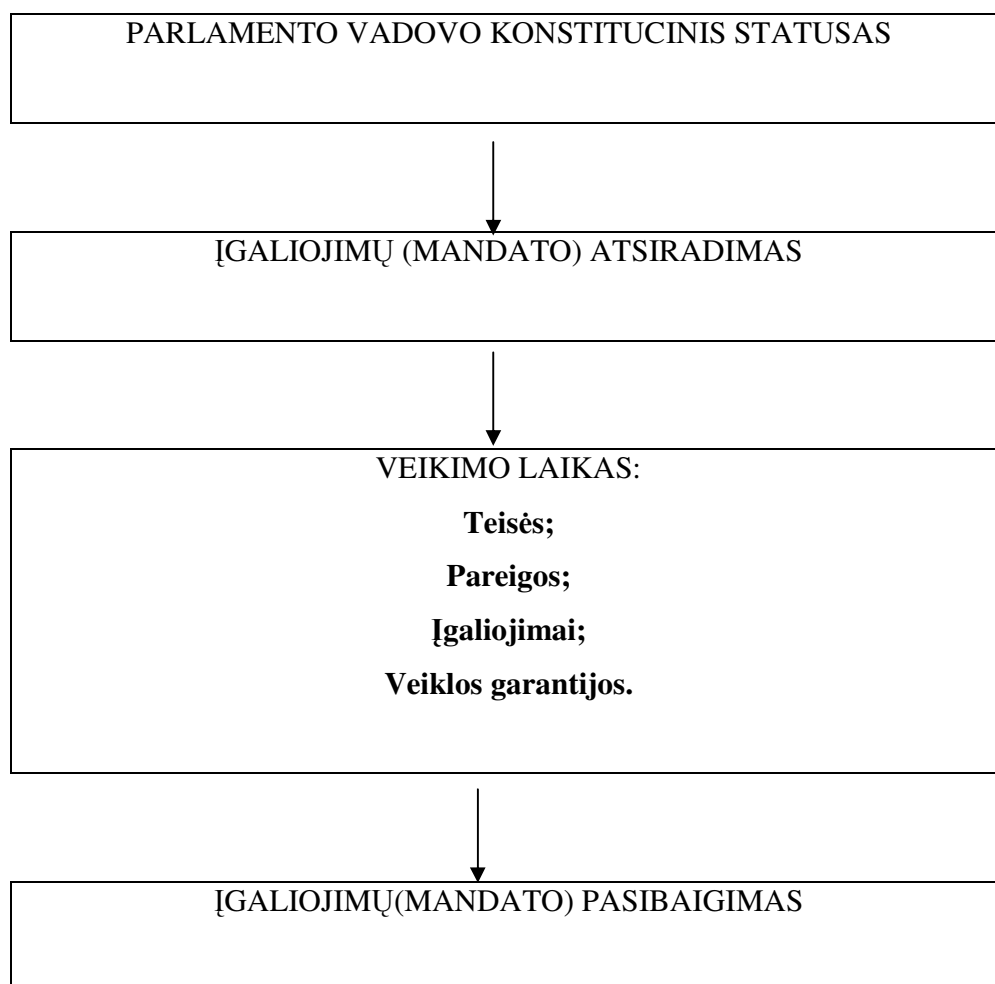 PARLAMENTO VADOVO KONSTITUCINIS STATUSAS
ĮGALIOJIMŲ (MANDATO) ATSIRADIMAS
VEIKIMO LAIKAS:
Teisės;
Pareigos;
Įgaliojimai;
Veiklos garantijos.
ĮGALIOJIMŲ(MANDATO) PASIBAIGIMAS